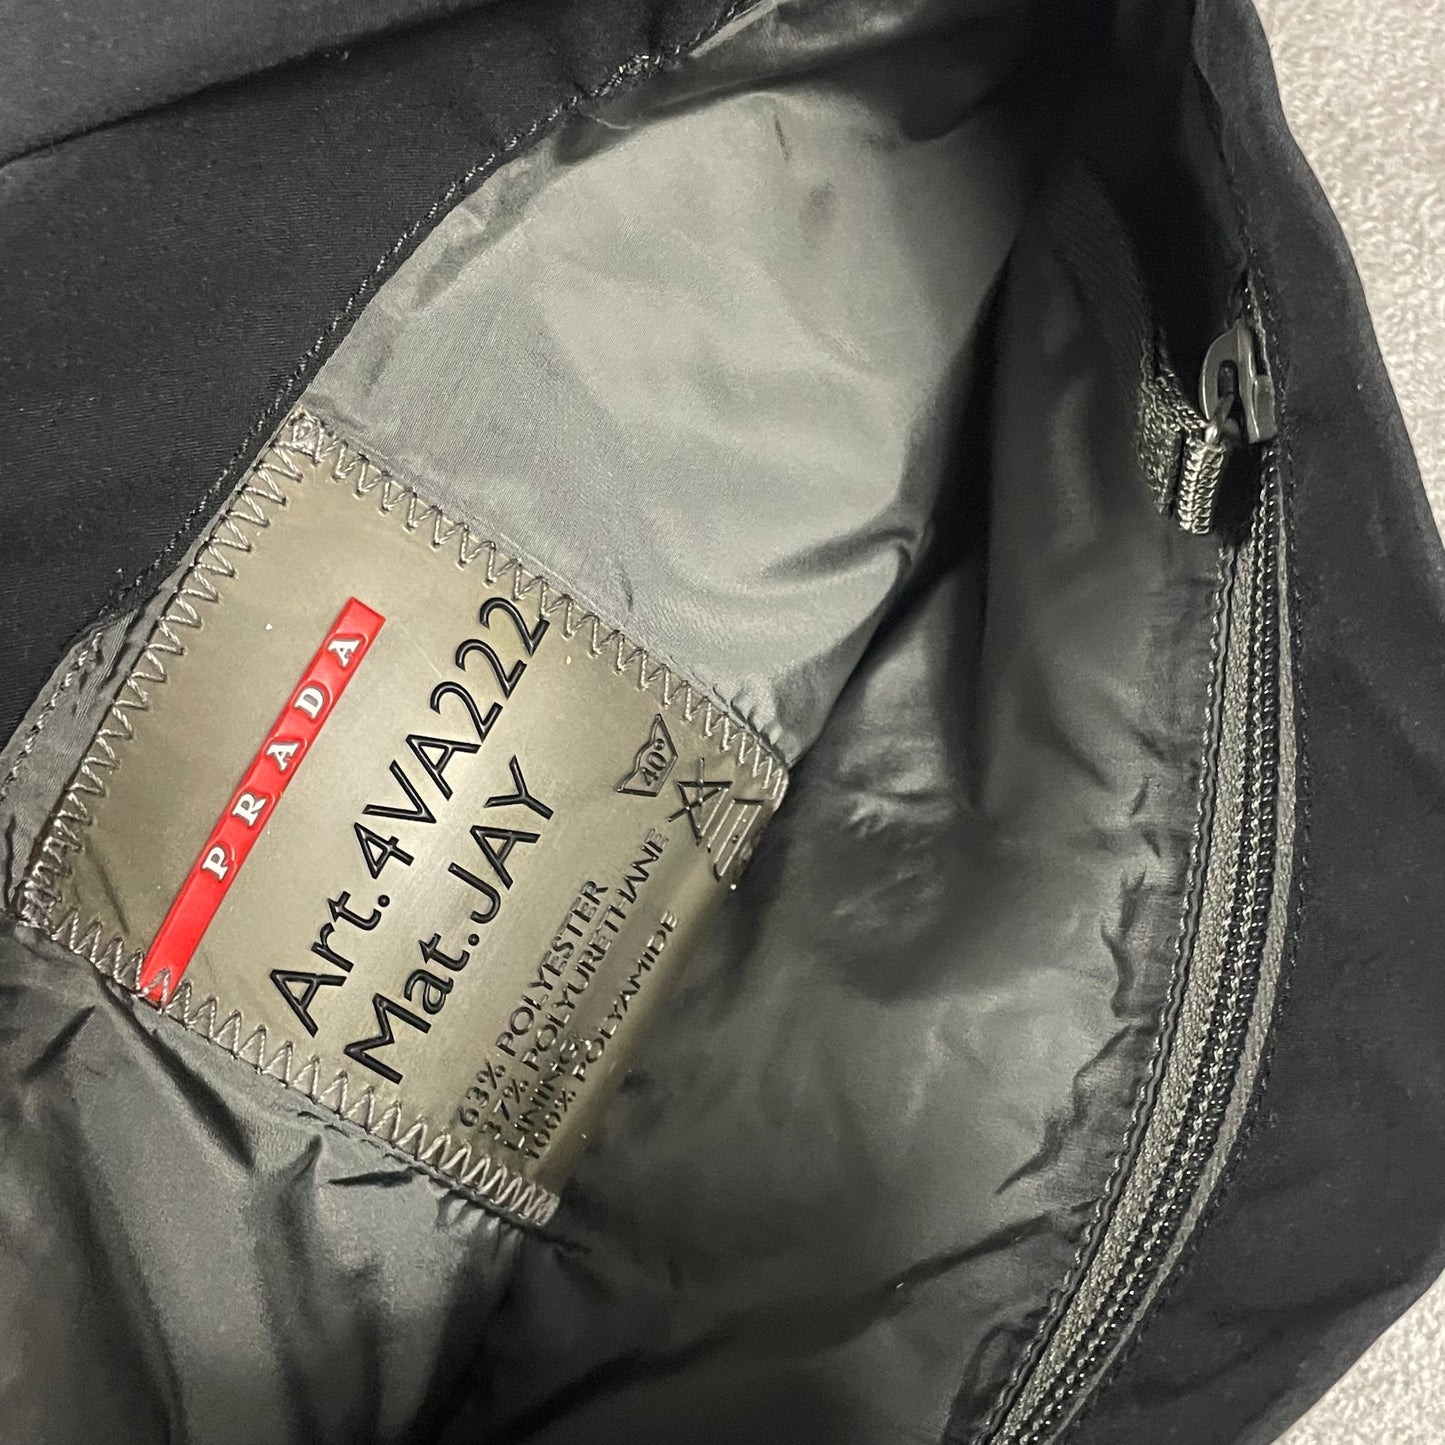 PRADA
Art.4VA222
Mat.JAY
40°
63% POLYESTER
37% POLYURETHANE
LINING:
100% POLYAMIDE